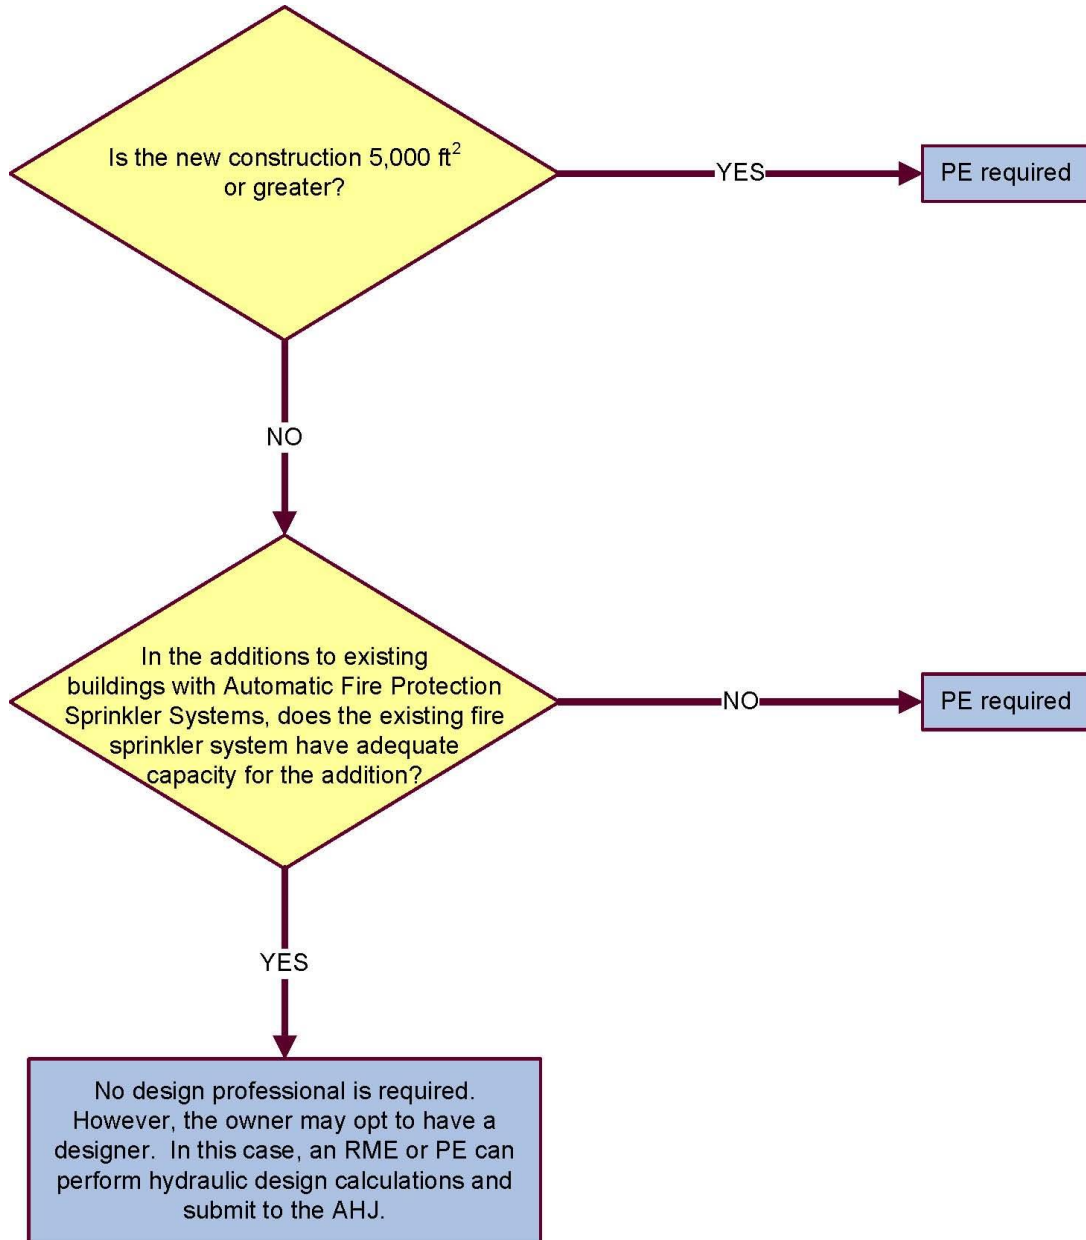 Is the new construction 5,000 ft²
or greater?
YES
PE required
NO
In the additions to existing
buildings with Automatic Fire Protection
Sprinkler Systems, does the existing fire
sprinkler system have adequate
capacity for the addition?
NO
PE required
YES
No design professional is required.
However, the owner may opt to have a
designer.  In this case, an RME or PE can
perform hydraulic design calculations and
submit to the AHJ.